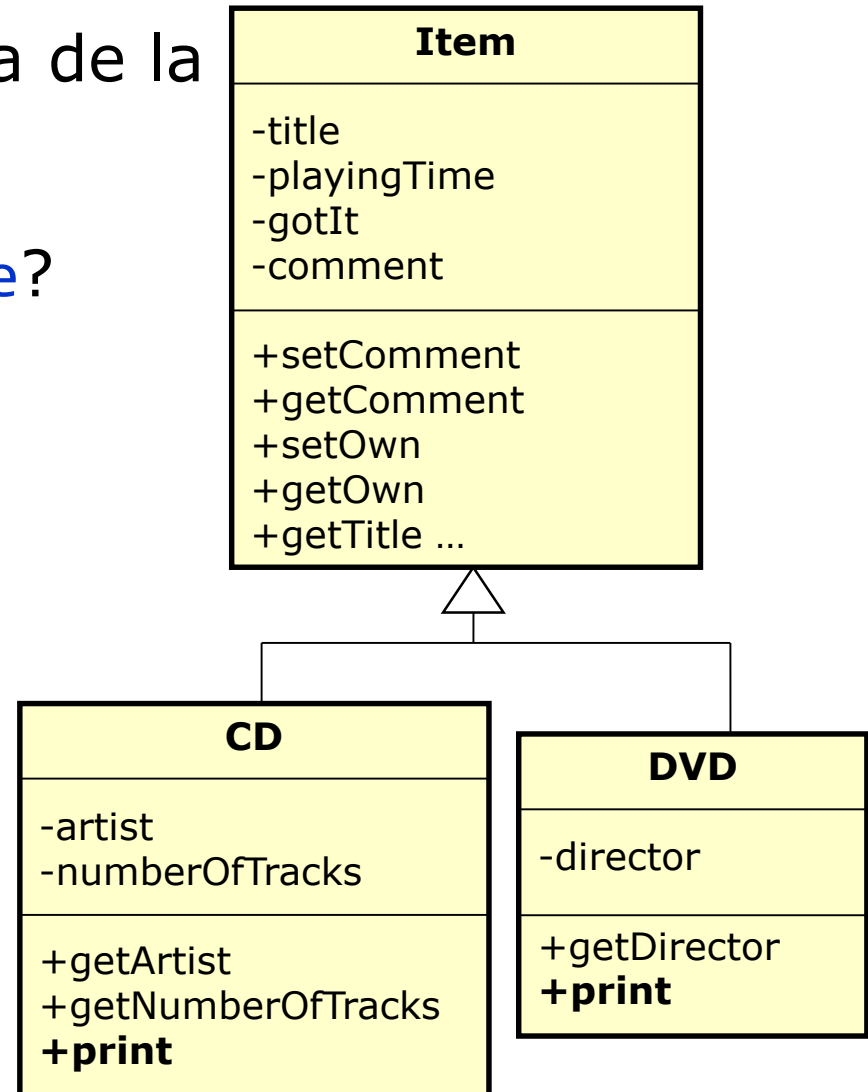 a de la
e?
Item
-title
-playingTime
-gotIt
-comment
+setComment
+getComment
+setOwn
+getOwn
+getTitle …
CD
-artist
-numberOfTracks
+getArtist
+getNumberOfTracks
+print
DVD
-director
+getDirector
+print